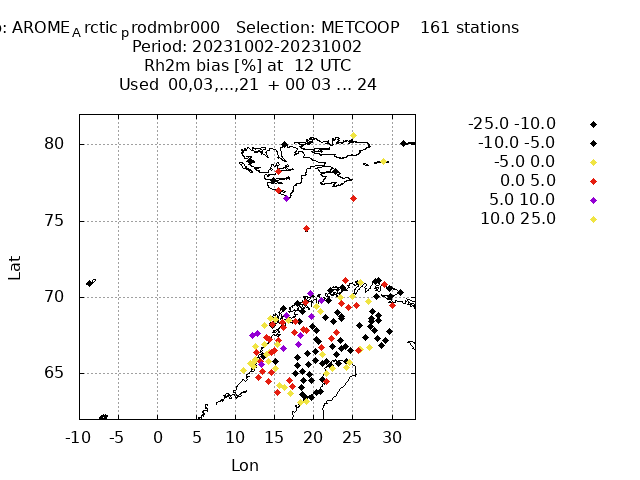 : AROME_A rctic_p rodmbr000 Selection: METCOOP 161 stations
Period: 20231002-20231002
Rh2m bias [%] at 12 UTC
Used 00,03,...,21 + 00 03 ... 24
-25.0 -10.0
-10.0 -5.0
-5.0 0.0
0.0 5.0
5.0 10.0
10.0 25.0
80
75
70
65
Lat
-10 -5 0 5 10 15 20 25 30
Lon